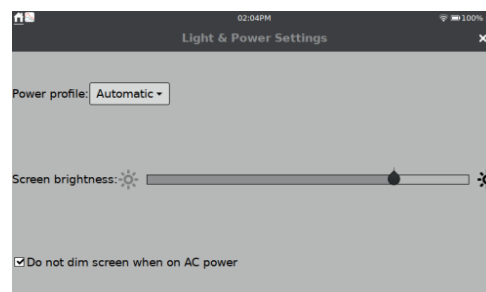 02:04PM
100%
Light & Power Settings
Power profile: Automatic
Screen brightness:
Do not dim screen when on AC power